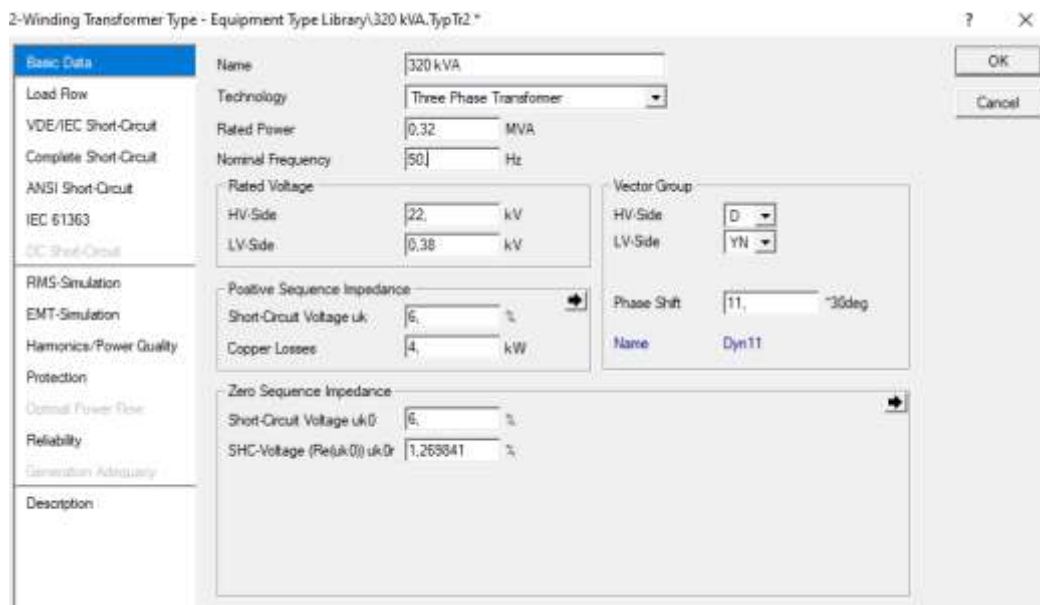 2-Winding Transformer Type - Equipment Type Library\320 kVA.TypTr2 * ? ×
Basic Data
Load Flow
VDE/IEC Short-Circuit
Complete Short-Circuit
ANSI Short-Circuit
IEC 61363
DC Short-Circuit
RMS-Simulation
EMT-Simulation
Harmonics/Power Quality
Protection
Optimal Power Flow
Reliability
Generation Adequacy
Description
Name 320 kVA
Technology Three Phase Transformer
Rated Power 0,32 MVA
Nominal Frequency 50, Hz
Rated Voltage
HV-Side 22, kV
LV-Side 0,38 kV
Vector Group
HV-Side D
LV-Side YN
Phase Shift 11, *30deg
Name Dyn11
Positive Sequence Impedance
Short-Circuit Voltage uk 6, %
Copper Losses 4, kW
Zero Sequence Impedance
Short-Circuit Voltage uk0 6, %
SHC-Voltage (Re(uk0)) uk0r 1,269841 %
OK
Cancel